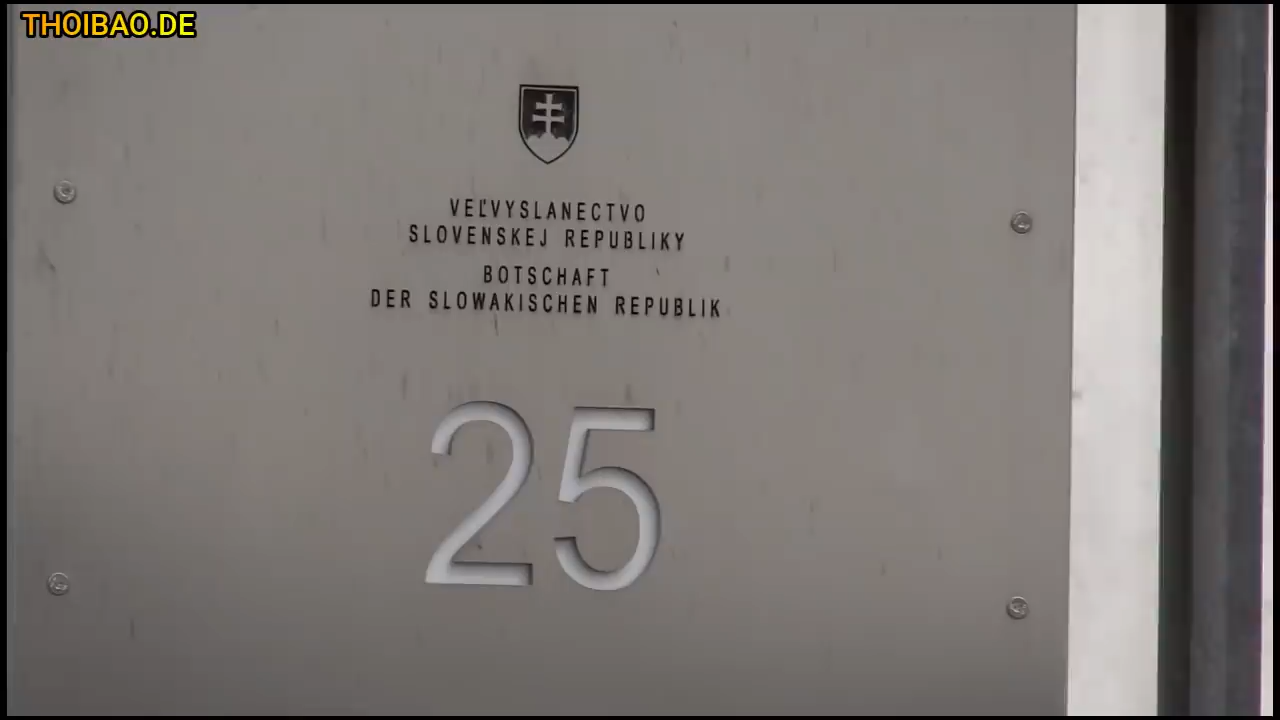 THOIBAO.DE
VEĽVYSLANECTVO
SLOVENSKEJ REPUBLIKY
BOTSCHAFT
DER SLOWAKISCHEN REPUBLIK
25